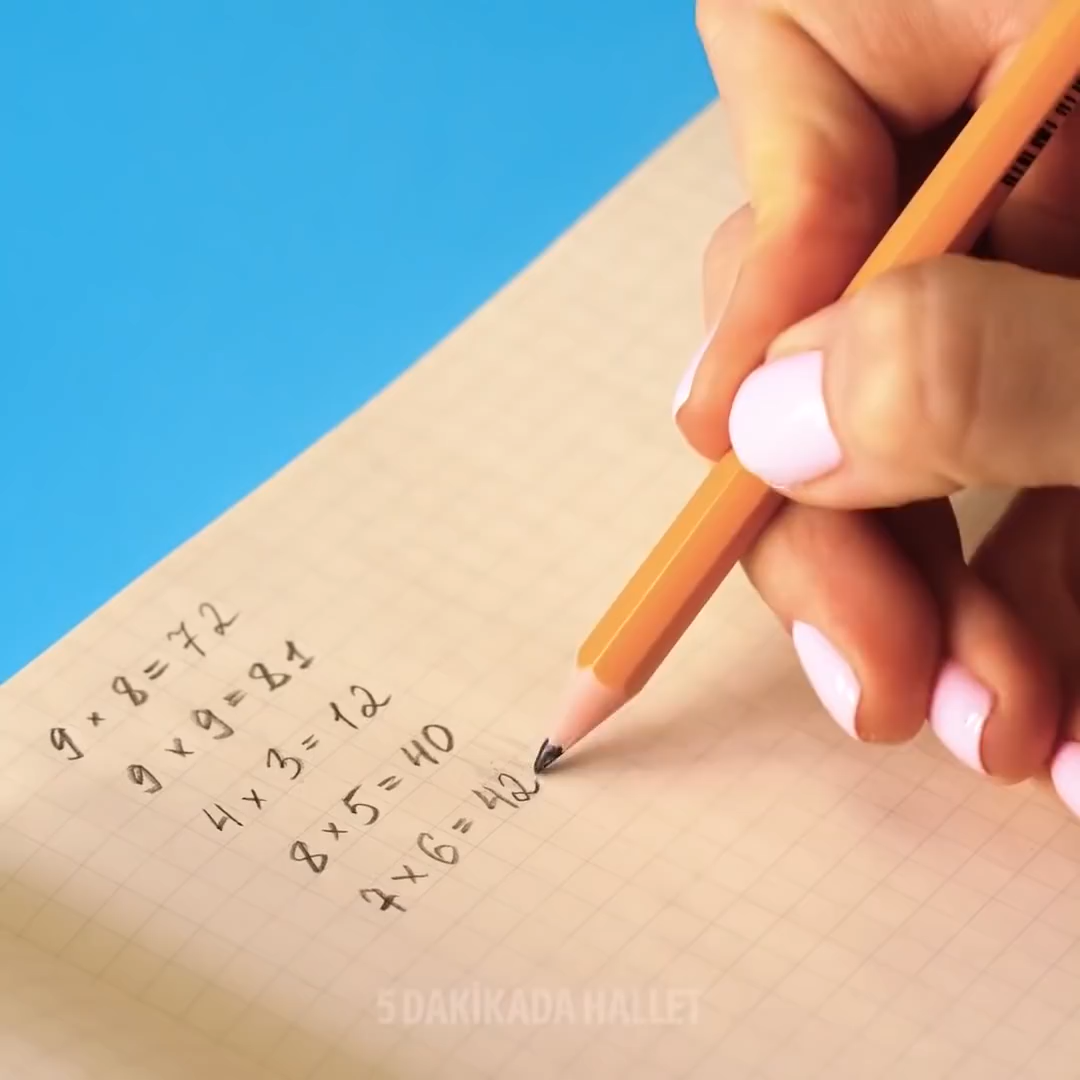 9 × 8 = 72
9 × 9 = 81
4 × 3 = 12
8 × 5 = 40
7 × 6 = 42
5 DAKİKADA HALLET